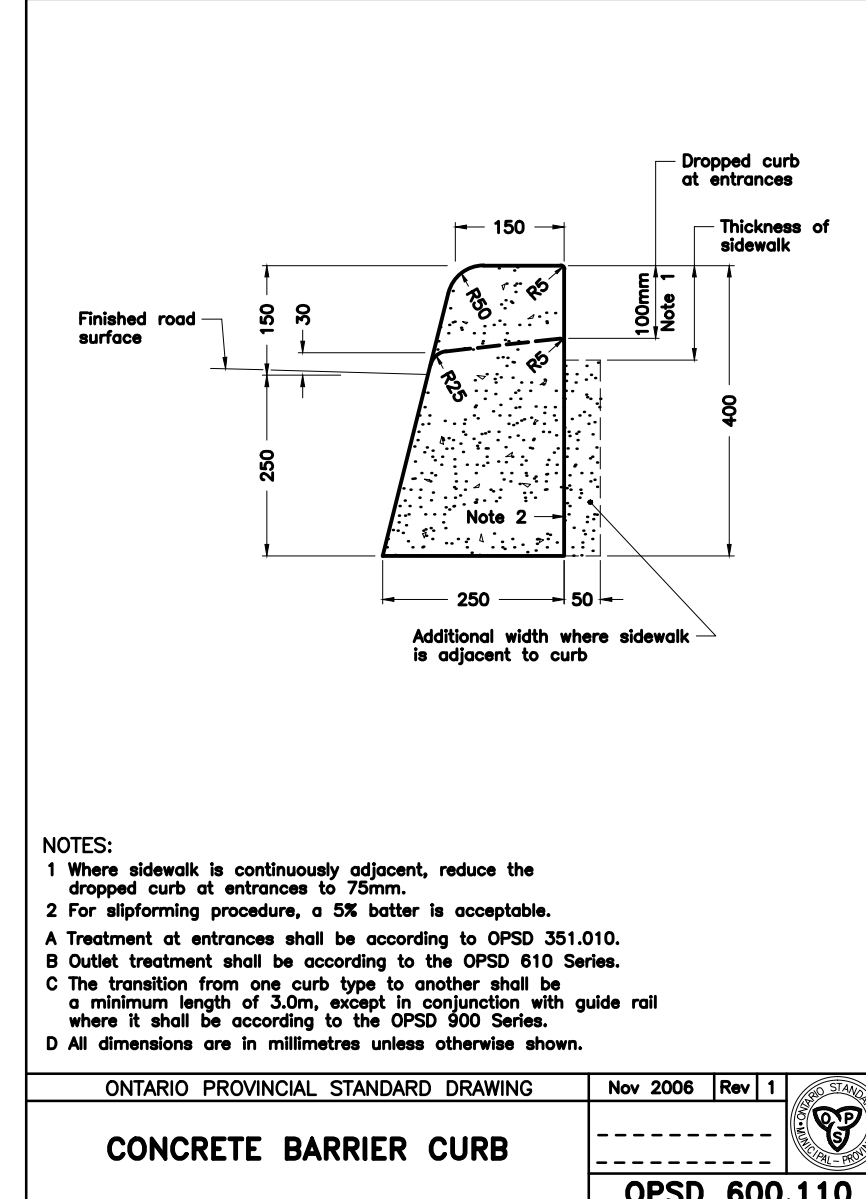 Dropped curb
at entrances
150
Thickness of
sidewalk
Finished road
surface
150
30
R50
R5
100mm
Note 1
R25
R5
400
250
Note 2
250
50
Additional width where sidewalk
is adjacent to curb
NOTES:
1 Where sidewalk is continuously adjacent, reduce the
dropped curb at entrances to 75mm.
2 For slipforming procedure, a 5% batter is acceptable.
A Treatment at entrances shall be according to OPSD 351.010.
B Outlet treatment shall be according to the OPSD 610 Series.
C The transition from one curb type to another shall be
a minimum length of 3.0m, except in conjunction with guide rail
where it shall be according to the OPSD 900 Series.
D All dimensions are in millimetres unless otherwise shown.
ONTARIO PROVINCIAL STANDARD DRAWING
Nov 2006
Rev
1
CONCRETE BARRIER CURB
OPS
OPSD 600.110